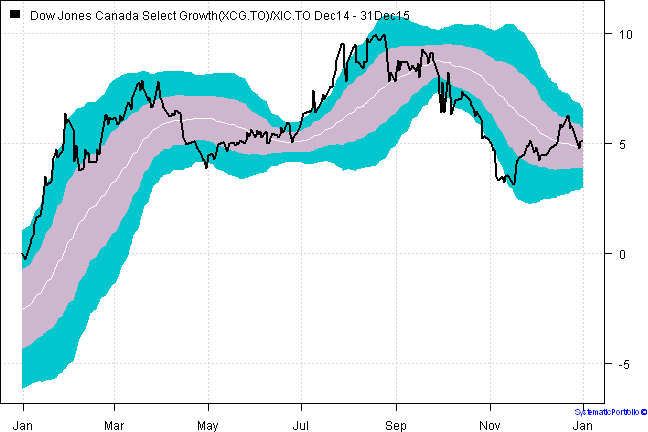 Dow Jones Canada Select Growth(XCG.TO)/XIC.TO Dec14 - 31Dec15
10
5
0
-5
Jan Mar May Jul Sep Nov Jan
SystematicPortfolio ©